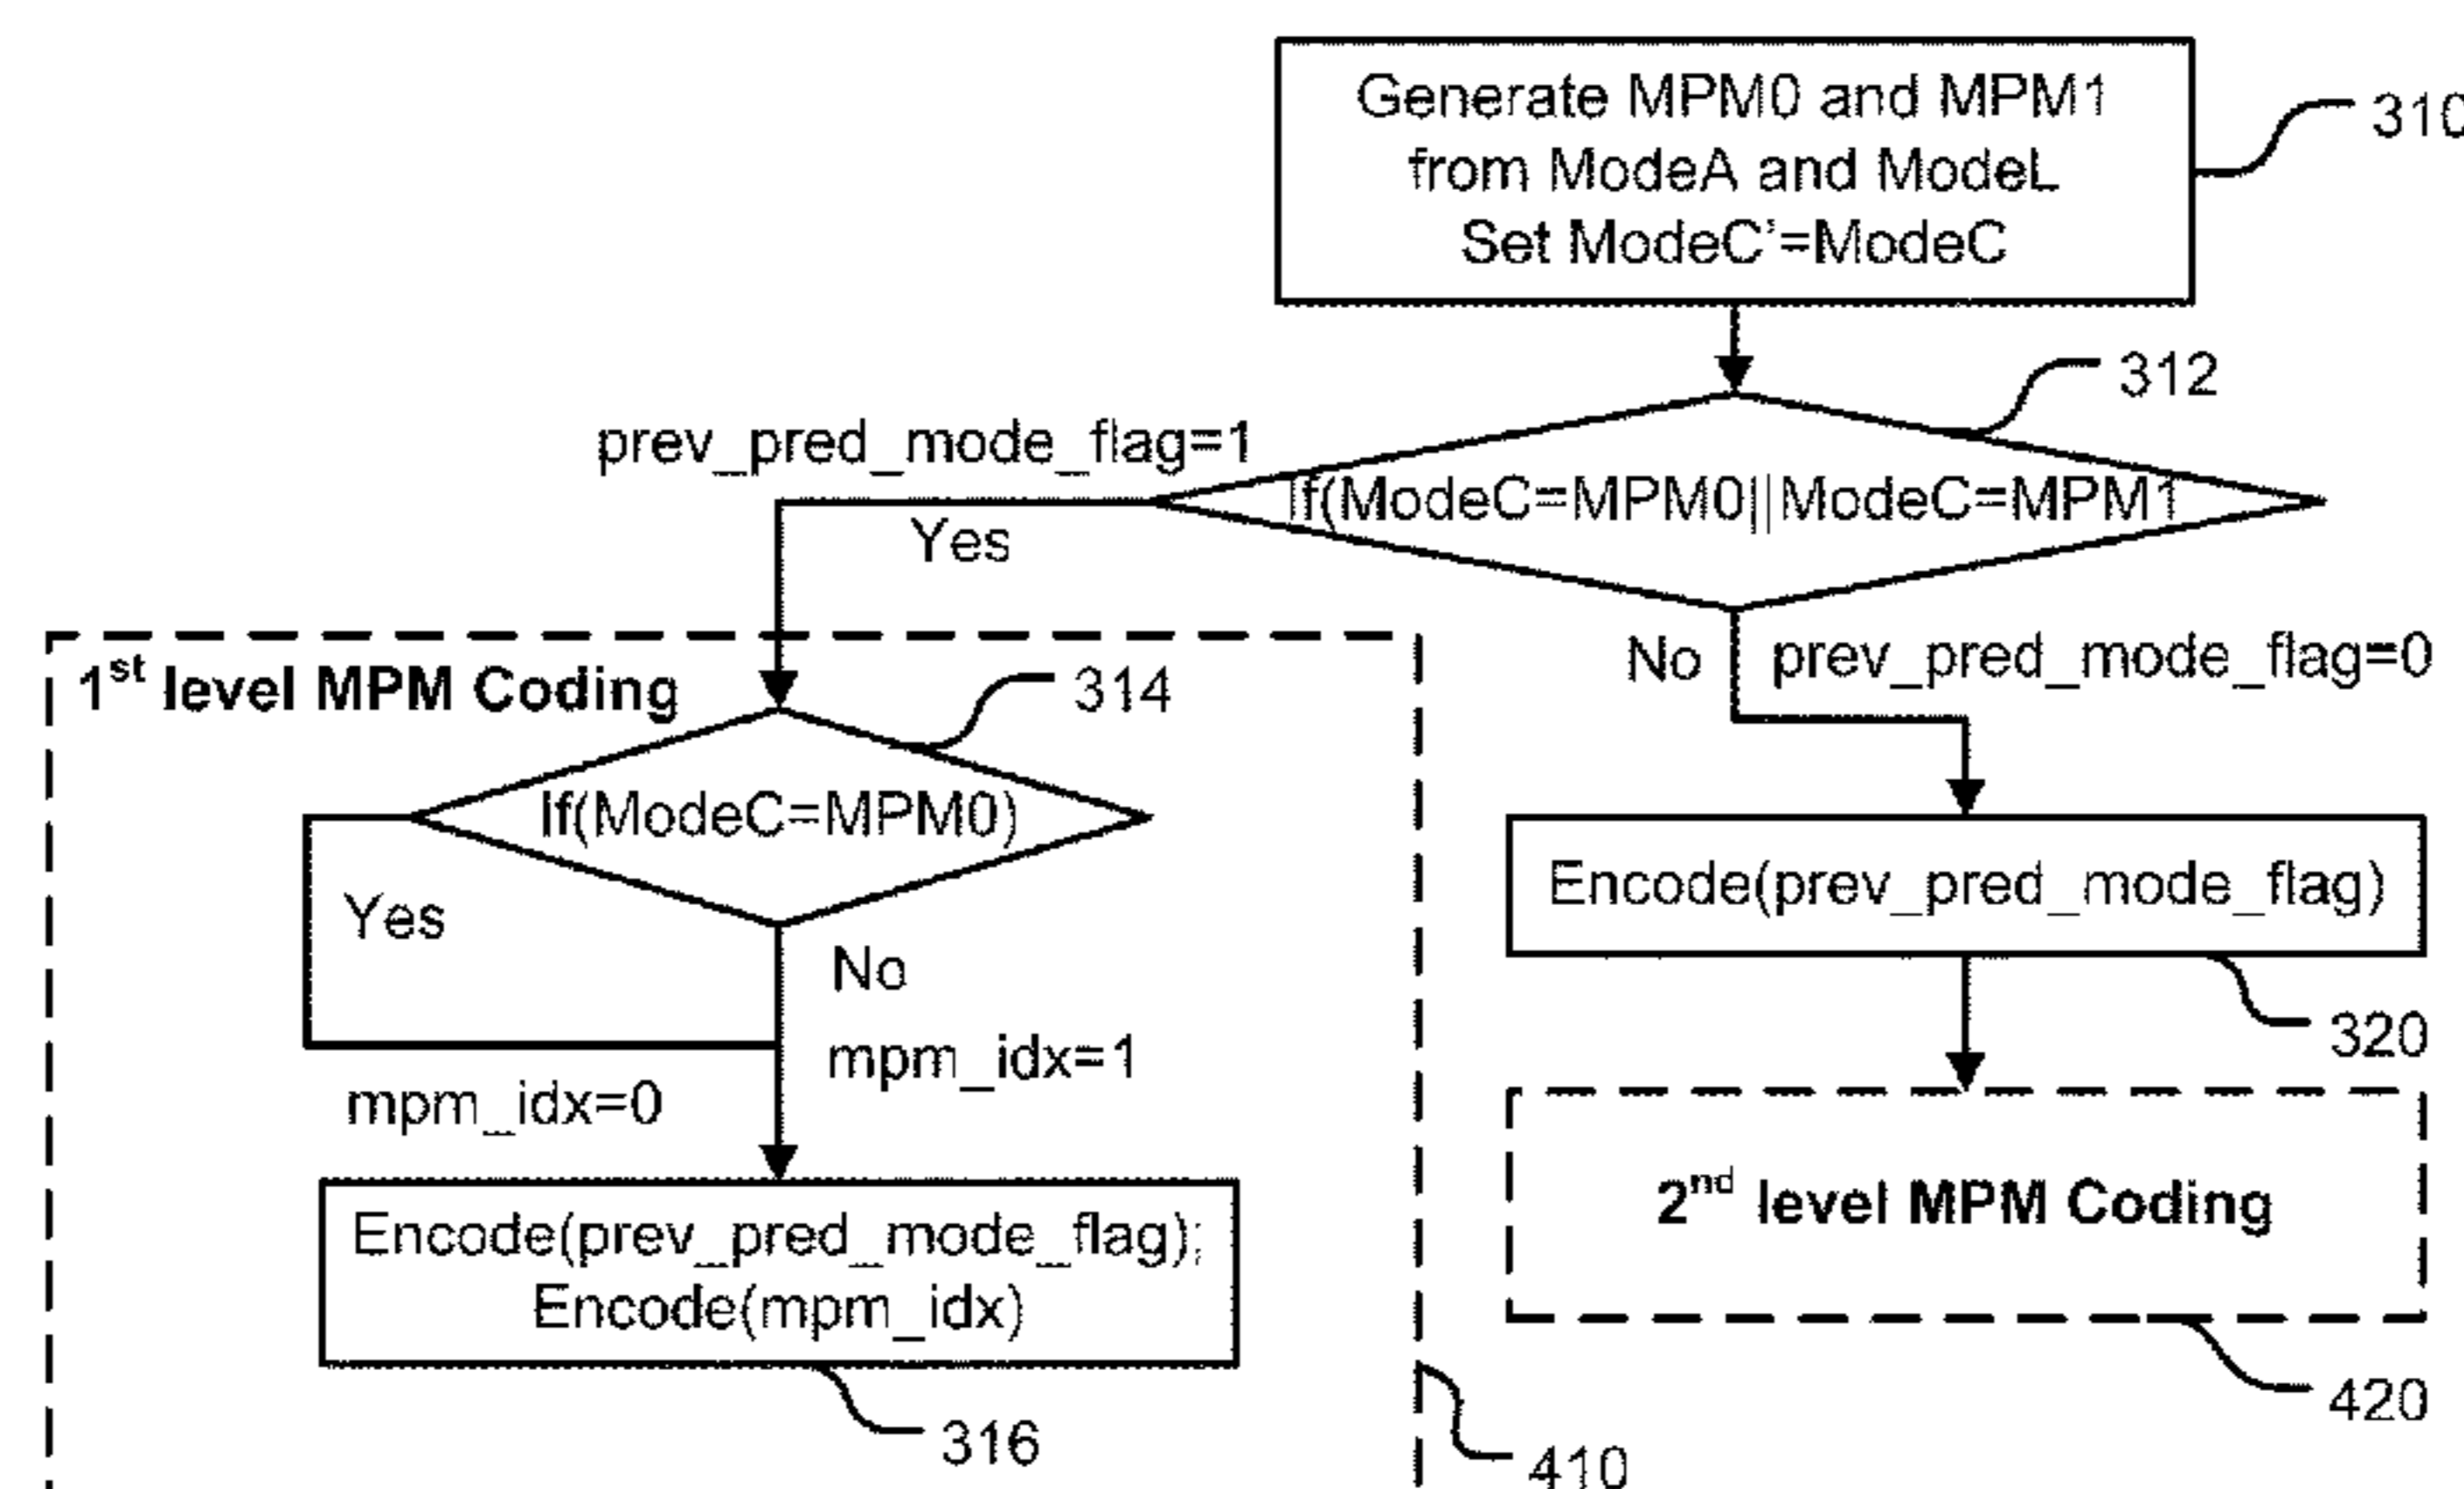 Generate MPM0 and MPM1
from ModeA and ModeL
Set ModeC'=ModeC
310
312
prev_pred_mode_flag=1
If(ModeC=MPM0||ModeC=MPM1
Yes
No
prev_pred_mode_flag=0
1st level MPM Coding
314
If(ModeC=MPM0)
Yes
No
mpm_idx=1
mpm_idx=0
Encode(prev_pred_mode_flag);
Encode(mpm_idx)
316
410
Encode(prev_pred_mode_flag)
320
2nd level MPM Coding
420